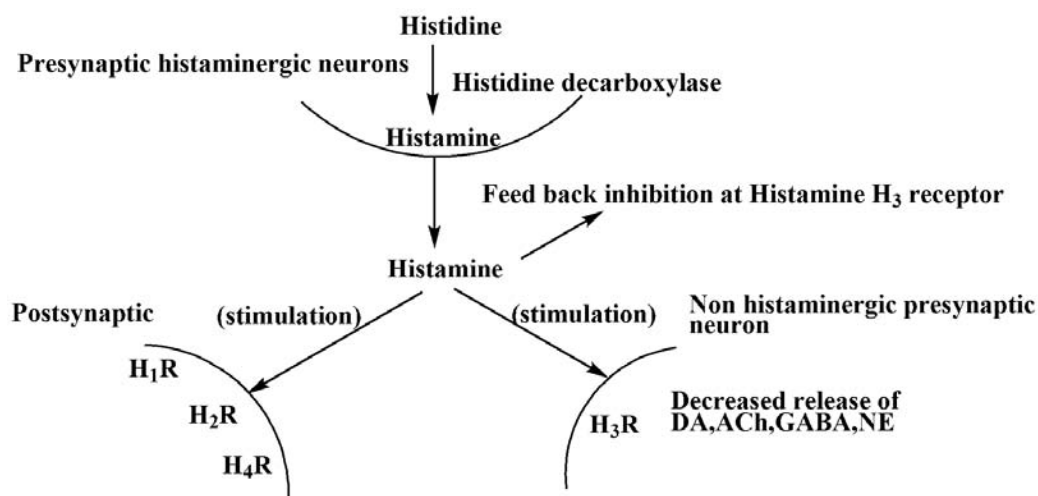 Histidine
Presynaptic histaminergic neurons
Histidine decarboxylase
Histamine
Feed back inhibition at Histamine H₃ receptor
Histamine
Postsynaptic
(stimulation)
(stimulation)
Non histaminergic presynaptic
neuron
H₁R
H₂R
H₄R
H₃R
Decreased release of
DA,ACh,GABA,NE